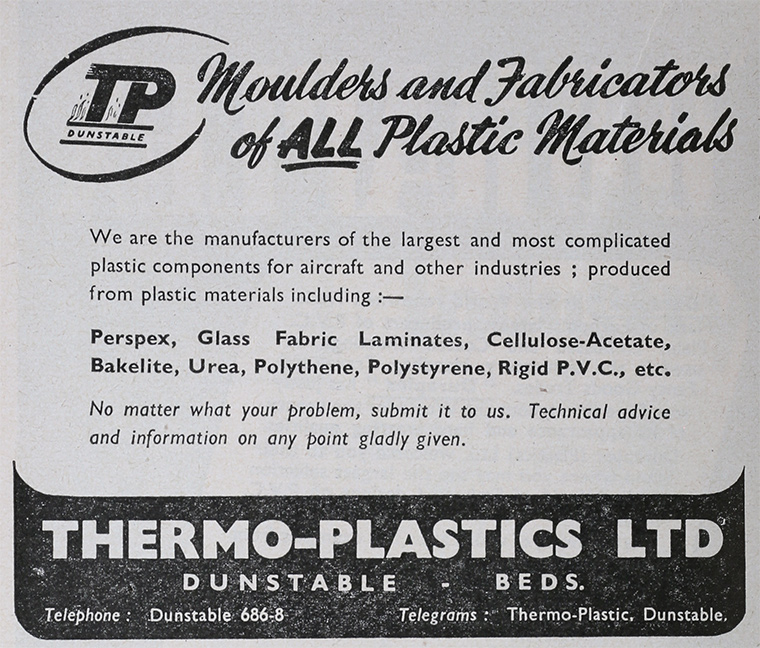 TP
DUNSTABLE
Moulders and Fabricators
of ALL Plastic Materials
We are the manufacturers of the largest and most complicated
plastic components for aircraft and other industries ; produced
from plastic materials including :—
Perspex, Glass Fabric Laminates, Cellulose-Acetate,
Bakelite, Urea, Polythene, Polystyrene, Rigid P.V.C., etc.
No matter what your problem, submit it to us. Technical advice
and information on any point gladly given.
THERMO-PLASTICS LTD
DUNSTABLE - BEDS.
Telephone : Dunstable 686-8 Telegrams : Thermo-Plastic, Dunstable.